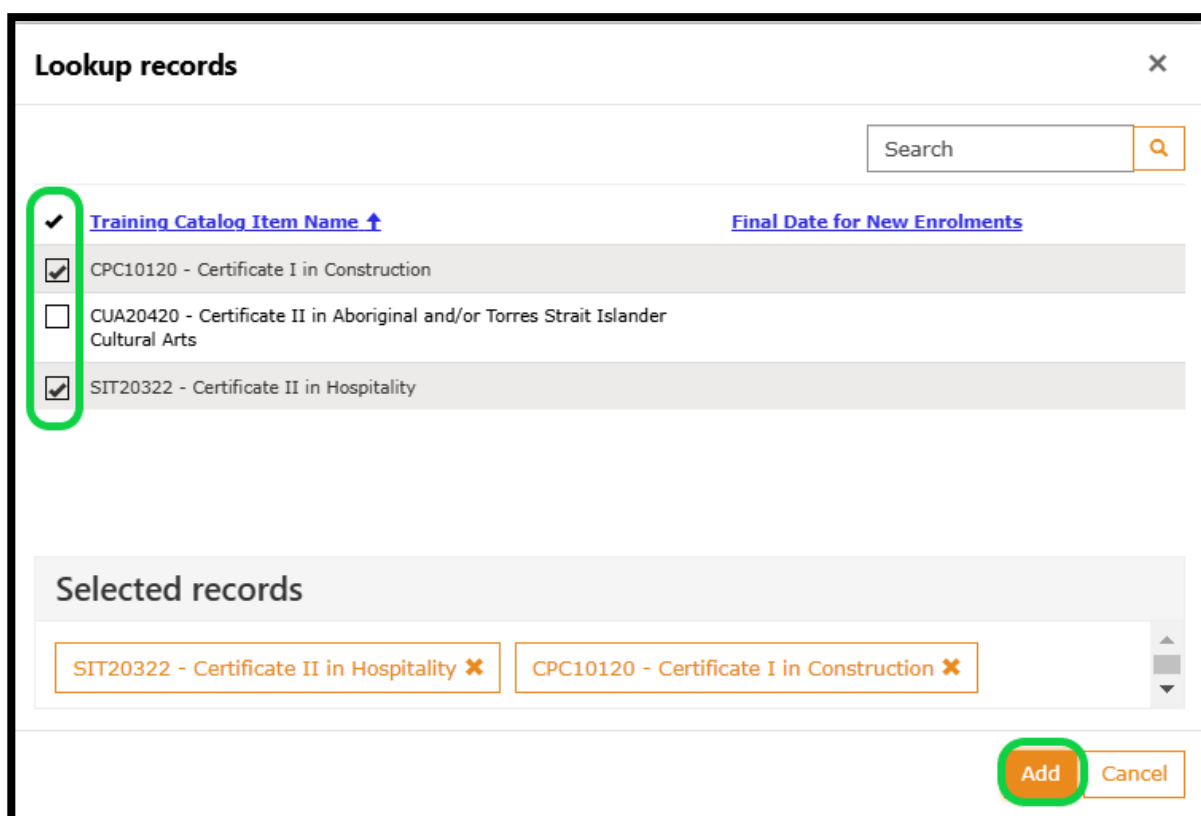 Lookup records
Search
Training Catalog Item Name
Final Date for New Enrolments
CPC10120 - Certificate I in Construction
CUA20420 - Certificate II in Aboriginal and/or Torres Strait Islander
Cultural Arts
SIT20322 - Certificate II in Hospitality
Selected records
SIT20322 - Certificate II in Hospitality
CPC10120 - Certificate I in Construction
Add
Cancel